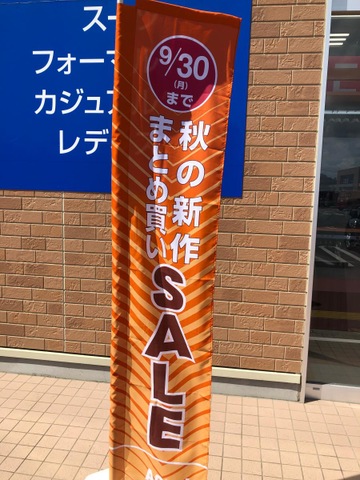 スー
フォーマ
カジュア
レデ
9/30
(月)
まで
秋の新作
まとめ買い
SALE